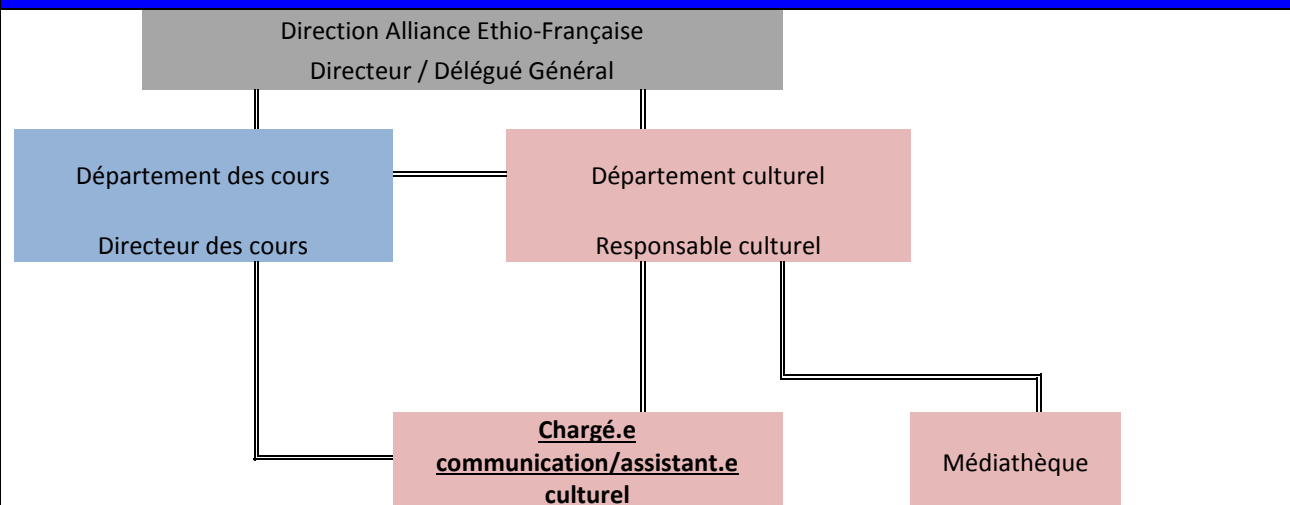 Direction Alliance Ethio-Française
Directeur / Délégué Général
Département des cours
Directeur des cours
Département culturel
Responsable culturel
Chargé.e
communication/assistant.e
culturel
Médiathèque